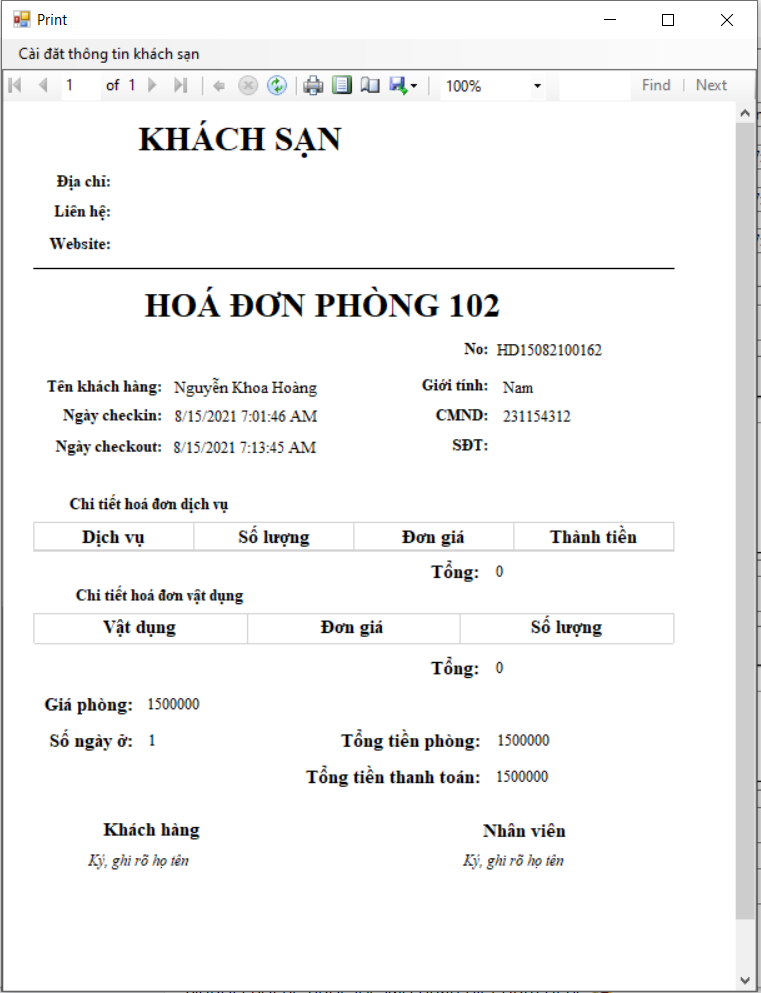 Print
Cài đăt thông tin khách sạn
1 of 1 100% Find Next
KHÁCH SẠN
Địa chỉ:
Liên hệ:
Website:
HOÁ ĐƠN PHÒNG 102
No: HD15082100162
Tên khách hàng: Nguyễn Khoa Hoàng Giới tính: Nam
Ngày checkin: 8/15/2021 7:01:46 AM CMND: 231154312
Ngày checkout: 8/15/2021 7:13:45 AM SĐT:
Chi tiết hoá đơn dịch vụ
Dịch vụ Số lượng Đơn giá Thành tiền
Tổng: 0
Chi tiết hoá đơn vật dụng
Vật dụng Đơn giá Số lượng
Tổng: 0
Giá phòng: 1500000
Số ngày ở: 1 Tổng tiền phòng: 1500000
Tổng tiền thanh toán: 1500000
Khách hàng Nhân viên
Ký, ghi rõ họ tên Ký, ghi rõ họ tên